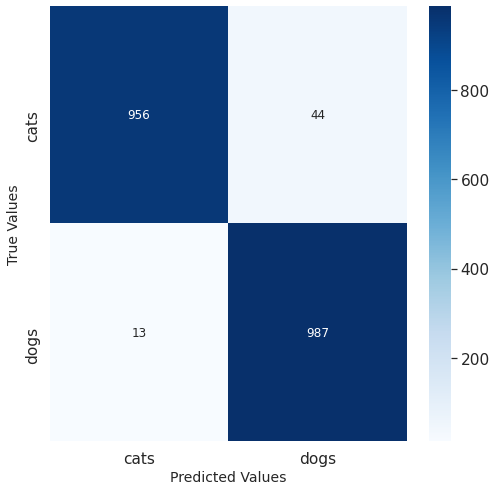 cats
956
44
dogs
13
987
cats
dogs
True Values
Predicted Values
800
600
400
200